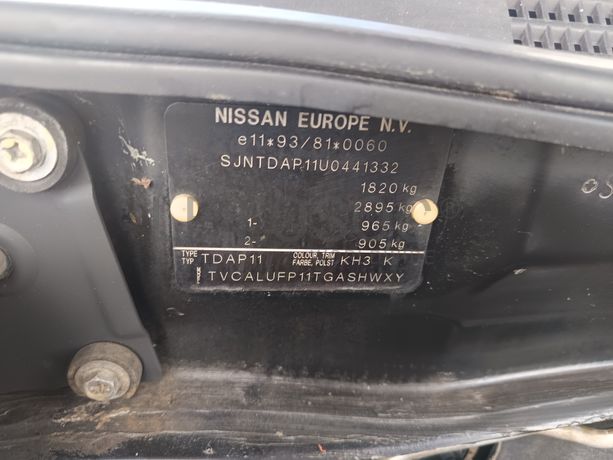 NISSAN EUROPE N.V.
e11*93/81*0060
SJNTDAP11U0441332
1820 kg
2895 kg
1- 965 kg
2- 905 kg
TYPE TYP TDAP11 COLOUR, TRIM FARBE, POLST KH3 K
TVCALUFP11TGASHWXY